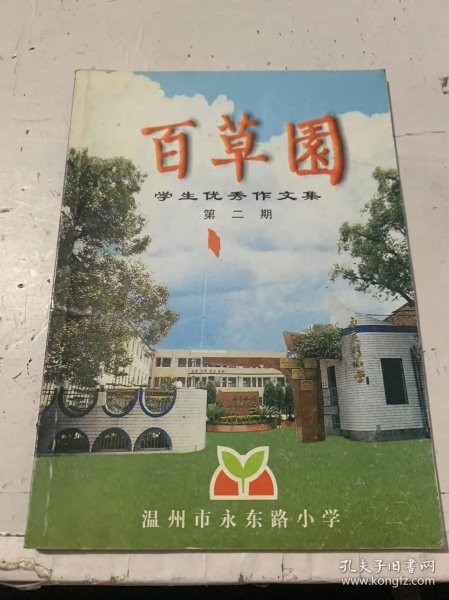 百草園
学生优秀作文集
第二期
温州市永东路小学
孔夫子旧书网
www.kongfz.com